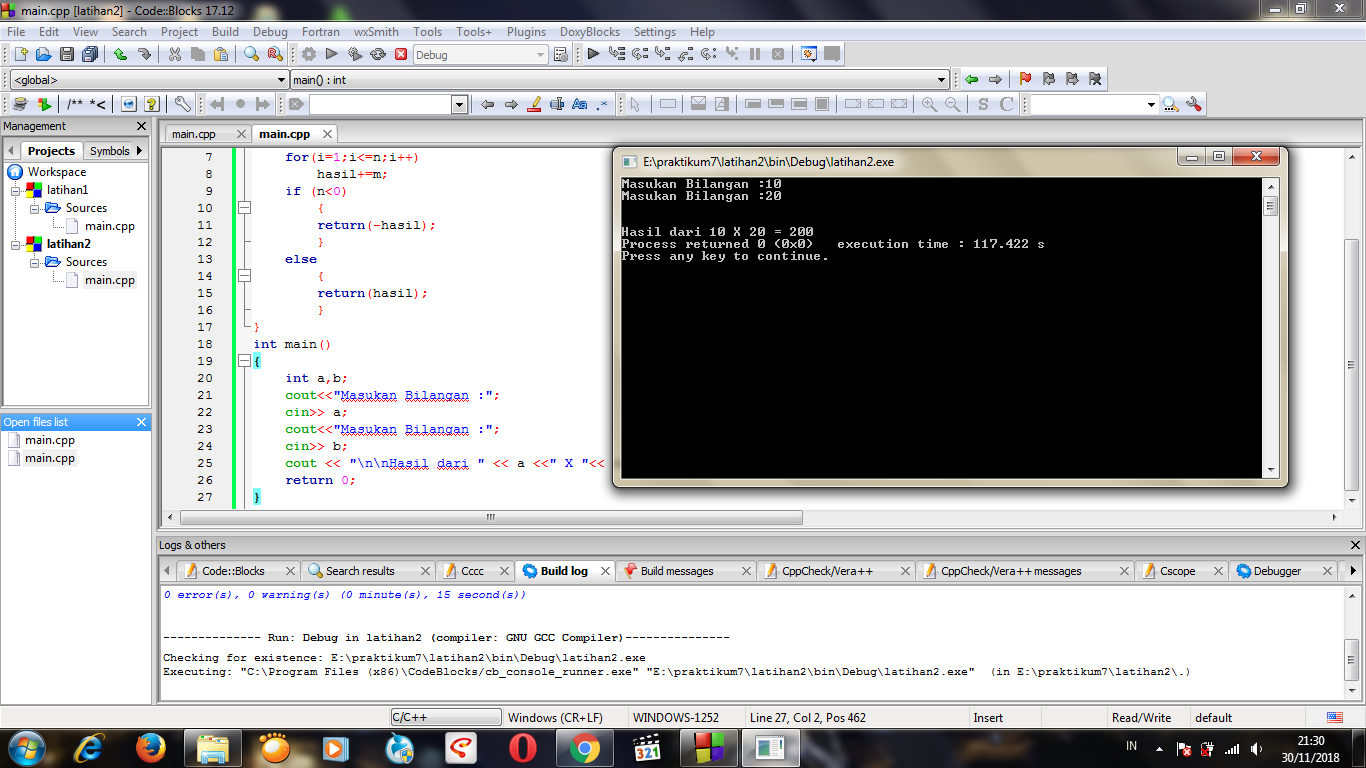 main.cpp [latihan2] - Code::Blocks 17.12
File Edit View Search Project Build Debug Fortran wxSmith Tools Tools+ Plugins DoxyBlocks Settings Help
Debug
<global> main() : int
/** *<
Aa .*
S C
Management
Projects Symbols
Workspace
latihan1
Sources
main.cpp
latihan2
Sources
main.cpp
Open files list
main.cpp
main.cpp
main.cpp main.cpp
7 for(i=1;i<=n;i++)
8 hasil+=m;
9 if (n<0)
10 {
11 return(-hasil);
12 }
13 else
14 {
15 return(hasil);
16 }
17 }
18 int main()
19 {
20 int a,b;
21 cout<<"Masukan Bilangan :";
22 cin>> a;
23 cout<<"Masukan Bilangan :";
24 cin>> b;
25 cout << "\n\nHasil dari " << a <<" X "<<
26 return 0;
27 }
E:\praktikum7\latihan2\bin\Debug\latihan2.exe
Masukan Bilangan :10
Masukan Bilangan :20
Hasil dari 10 X 20 = 200
Process returned 0 (0x0) execution time : 117.422 s
Press any key to continue.
Logs & others
Code::Blocks Search results Cccc Build log Build messages CppCheck/Vera++ CppCheck/Vera++ messages Cscope Debugger
0 error(s), 0 warning(s) (0 minute(s), 15 second(s))
-------------- Run: Debug in latihan2 (compiler: GNU GCC Compiler)---------------
Checking for existence: E:\praktikum7\latihan2\bin\Debug\latihan2.exe
Executing: "C:\Program Files (x86)\CodeBlocks/cb_console_runner.exe" "E:\praktikum7\latihan2\bin\Debug\latihan2.exe" (in E:\praktikum7\latihan2\.)
C/C++ Windows (CR+LF) WINDOWS-1252 Line 27, Col 2, Pos 462 Insert Read/Write default
321
IN
21:30
30/11/2018